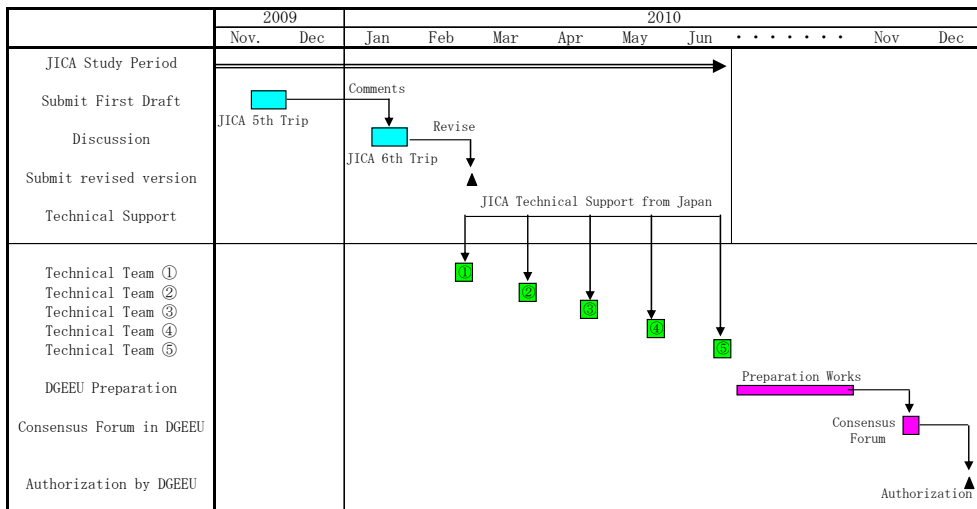 2009 2010
Nov. Dec Jan Feb Mar Apr May Jun ・・・・・・・ Nov Dec
JICA Study Period
Submit First Draft
Comments
JICA 5th Trip
Discussion
Revise
JICA 6th Trip
Submit revised version
Technical Support
JICA Technical Support from Japan
Technical Team ①
①
Technical Team ②
②
Technical Team ③
③
Technical Team ④
④
Technical Team ⑤
⑤
DGEEU Preparation
Preparation Works
Consensus Forum in DGEEU
Consensus
Forum
Authorization by DGEEU
Authorization